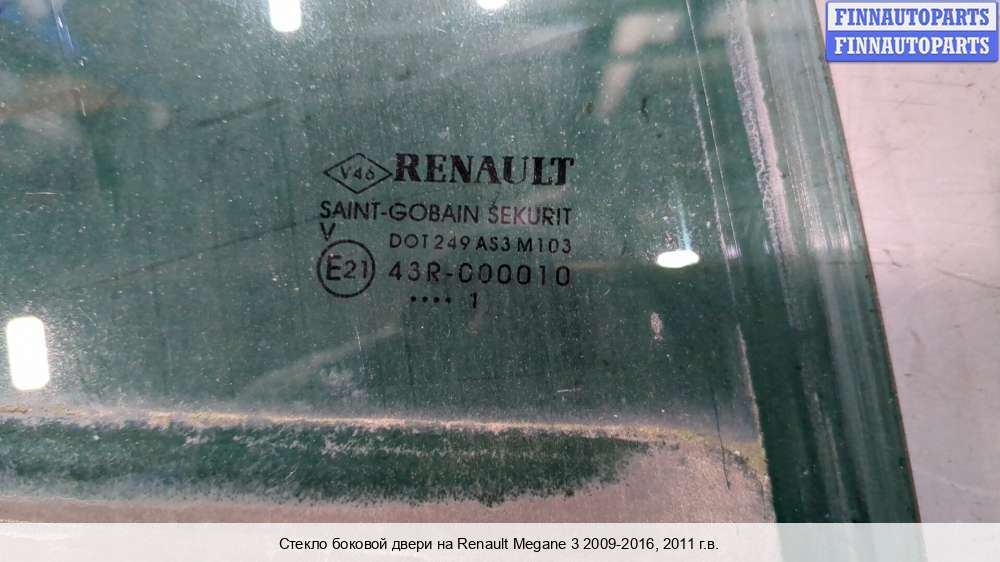 FINNAUTOPARTS
FINNAUTOPARTS
V46 RENAULT
SAINT-GOBAIN SEKURIT
V
DOT 249 AS3 M103
E21 43R-000010
•••• 1
Стекло боковой двери на Renault Megane 3 2009-2016, 2011 г.в.